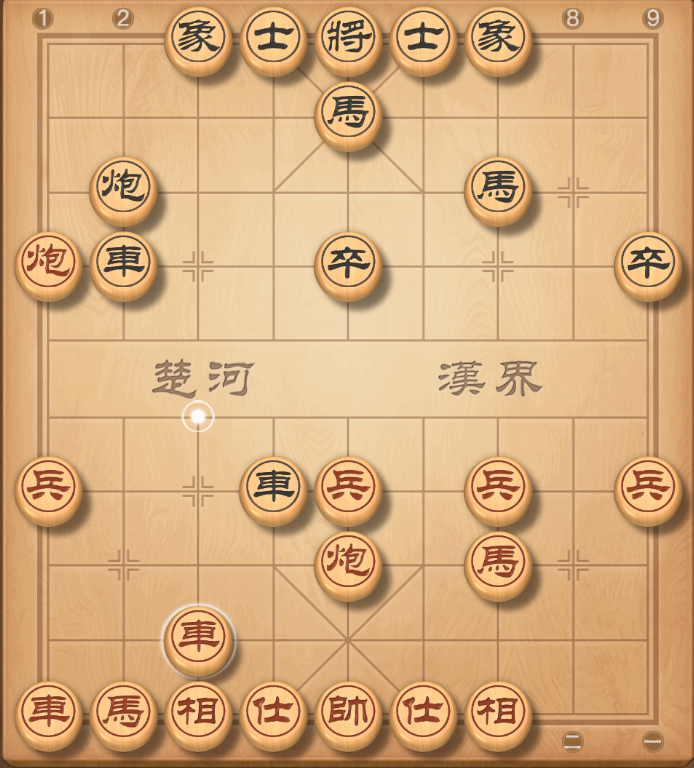 1 2 象 士 將 士 象 8 9
馬
炮 馬
炮 車 卒 卒
楚河 漢界
兵 車 兵 兵 兵
炮 馬
車
車 馬 相 仕 帥 仕 相 二 一